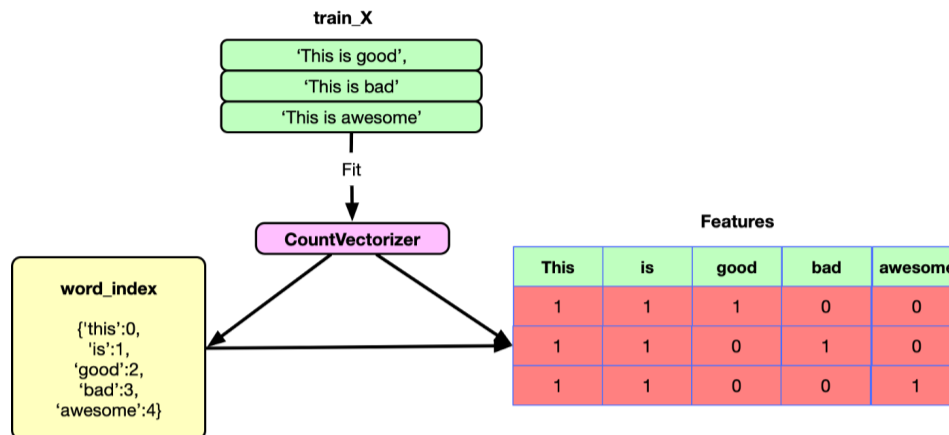 train_X
‘This is good’,
‘This is bad’
‘This is awesome’
Fit
CountVectorizer
word_index
{'this':0,
'is':1,
‘good’:2,
‘bad’:3,
‘awesome’:4}
Features
This is good bad awesome
1 1 1 0 0
1 1 0 1 0
1 1 0 0 1